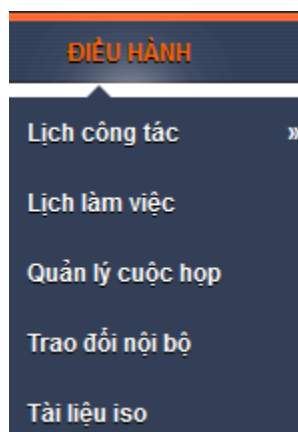 ĐIỀU HÀNH
Lịch công tác »
Lịch làm việc
Quản lý cuộc họp
Trao đổi nội bộ
Tài liệu iso